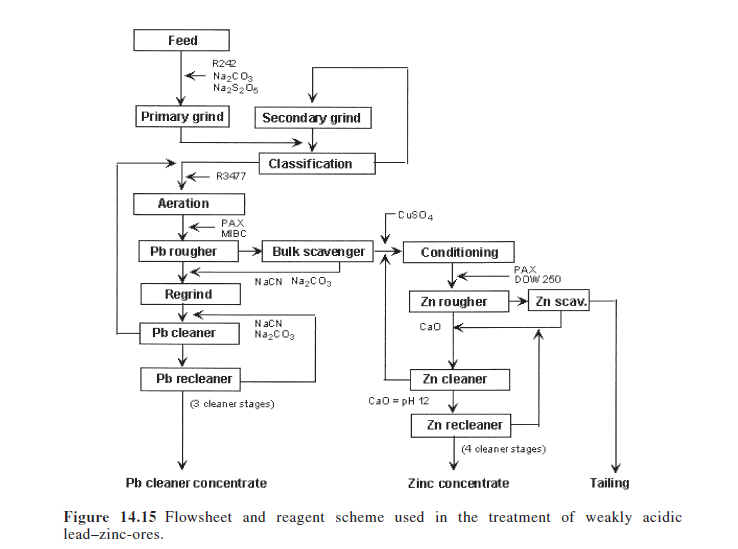 Feed
R242
Na2CO3
Na2S2O5
Primary grind
Secondary grind
Classification
R3477
Aeration
PAX
MIBC
CuSO4
Pb rougher
Bulk scavenger
Conditioning
NaCN Na2CO3
PAX
DOW 250
Regrind
Zn rougher
Zn scav.
NaCN
Na2CO3
CaO
Pb cleaner
Pb recleaner
Zn cleaner
(3 cleaner stages)
CaO = pH 12
Zn recleaner
(4 cleaner stages)
Pb cleaner concentrate
Zinc concentrate
Tailing
Figure 14.15 Flowsheet and reagent scheme used in the treatment of weakly acidic
lead–zinc-ores.